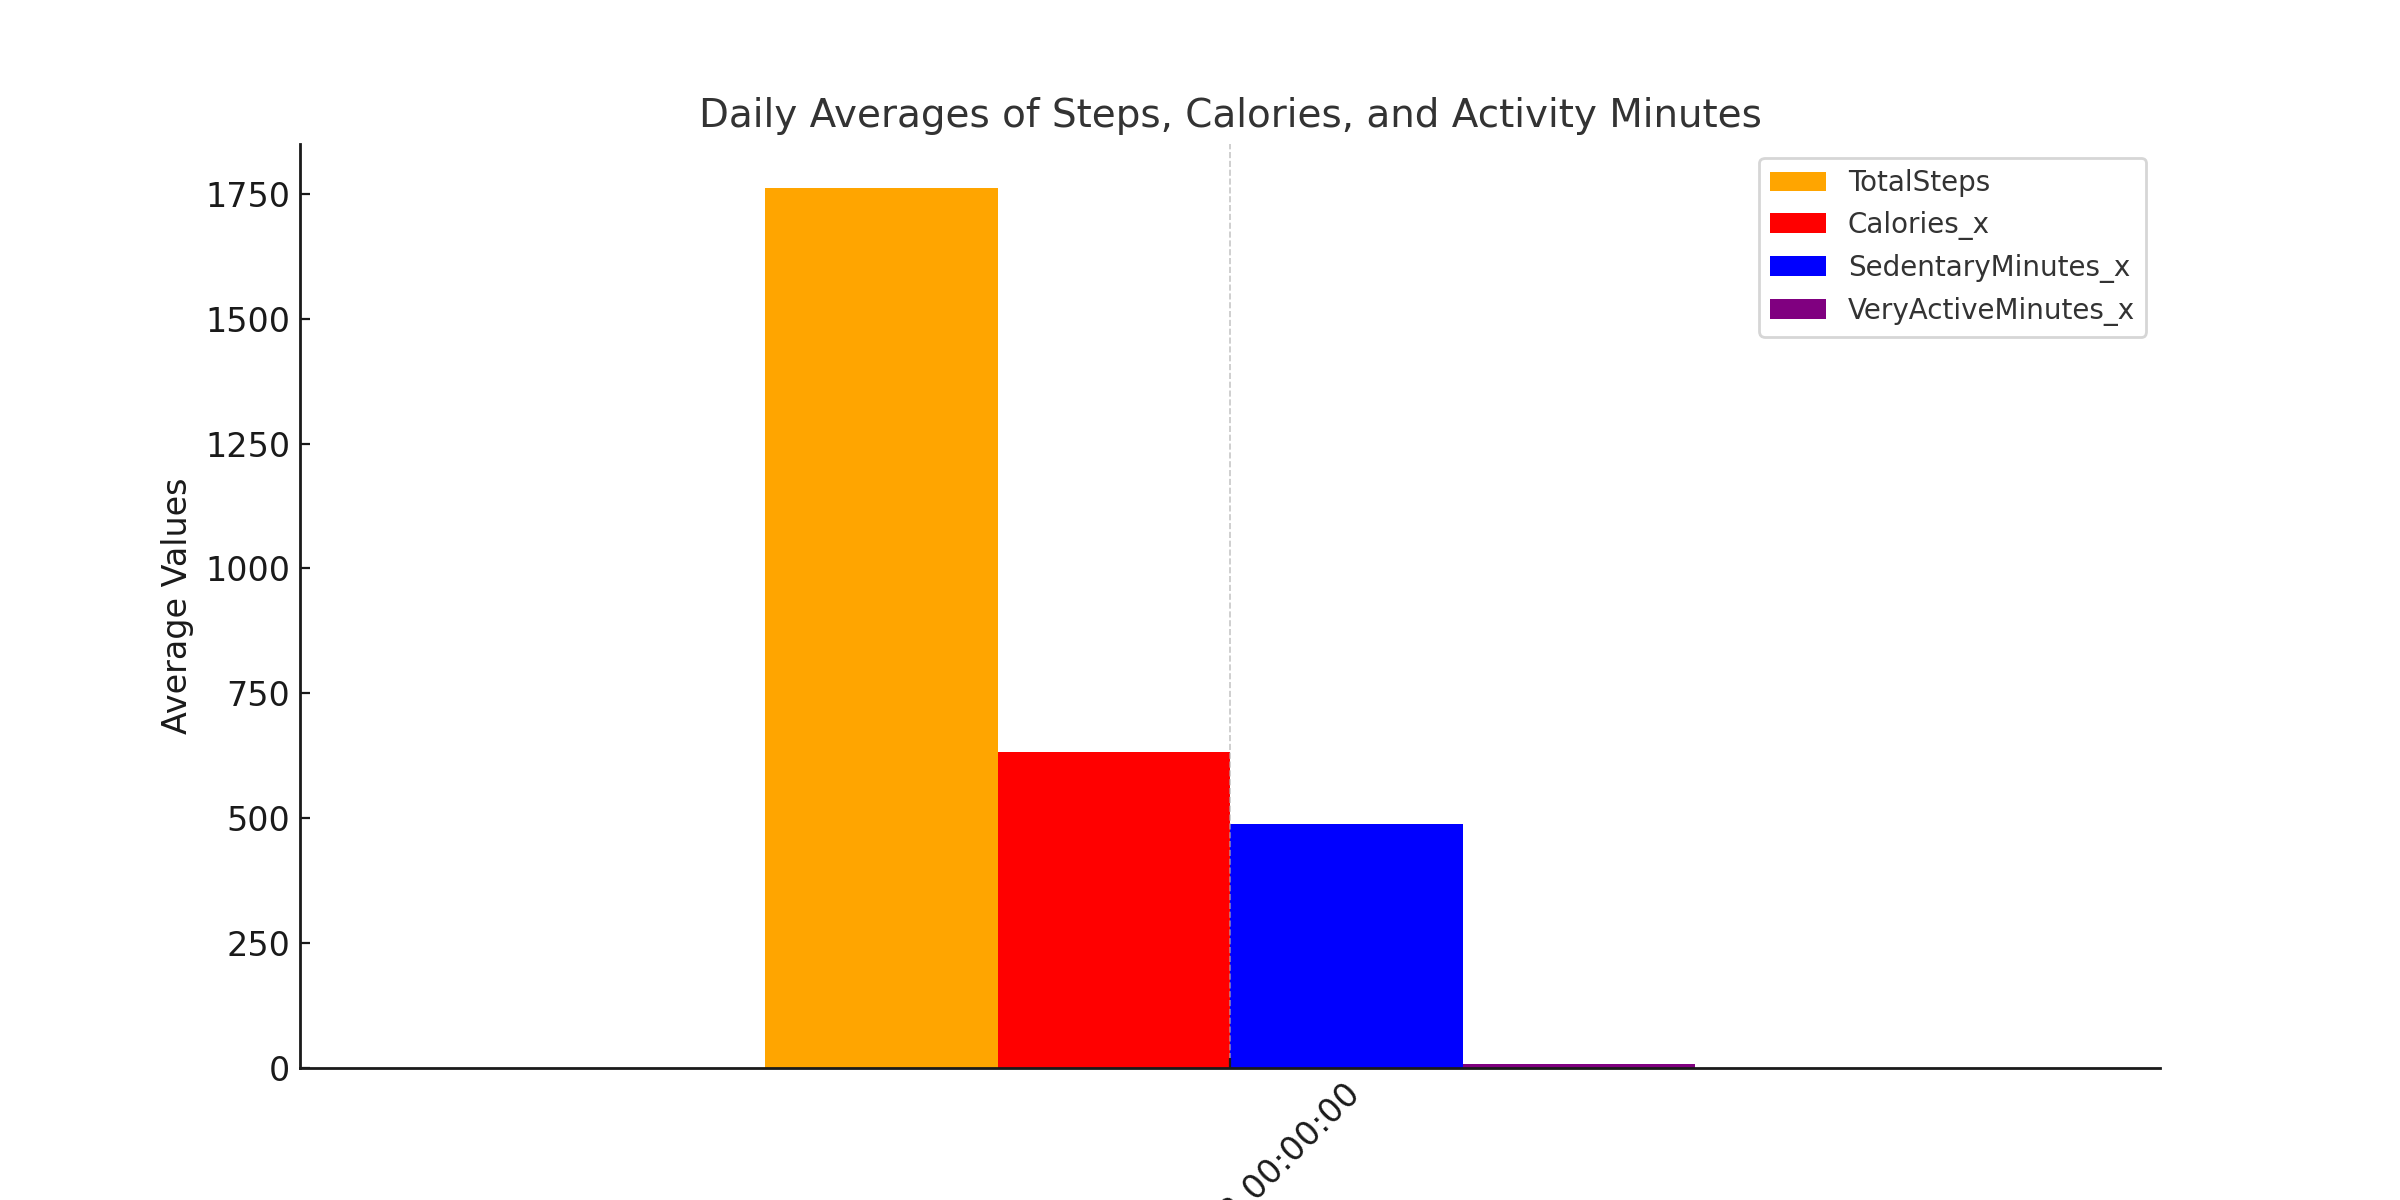 Daily Averages of Steps, Calories, and Activity Minutes
TotalSteps
Calories_x
SedentaryMinutes_x
VeryActiveMinutes_x
1750
1500
1250
1000
750
500
250
0
Average Values
00:00:00